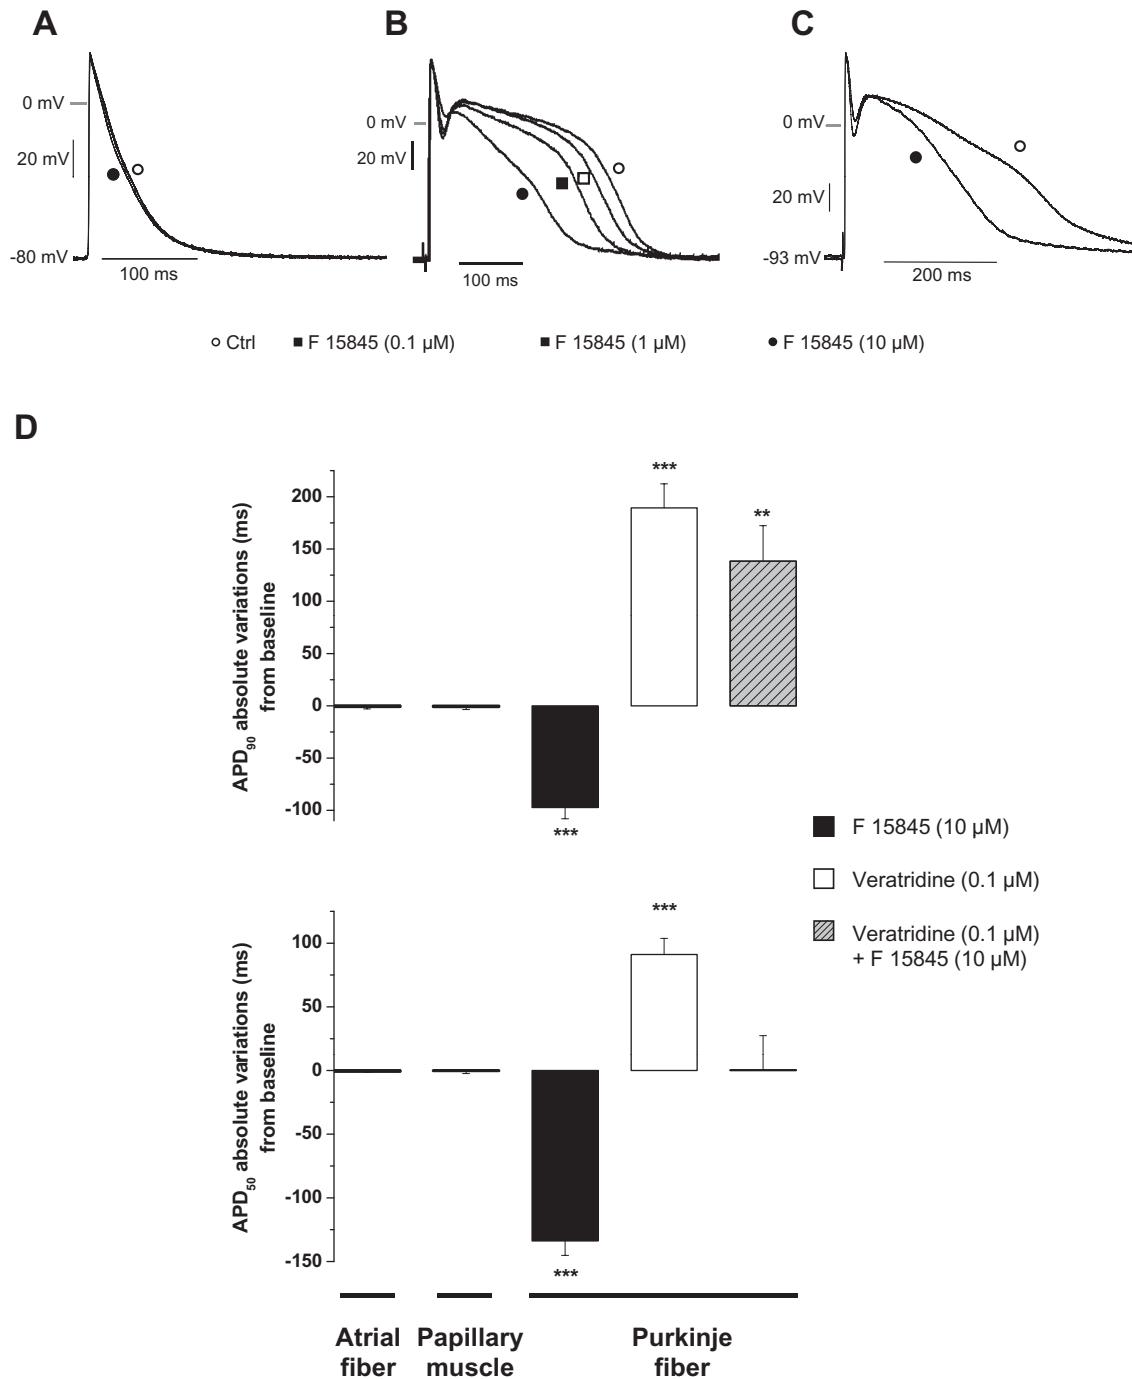 A
B
C
0 mV
20 mV
-80 mV
100 ms
0 mV
20 mV
100 ms
0 mV
20 mV
-93 mV
200 ms
Ctrl
F 15845 (0.1 µM)
F 15845 (1 µM)
F 15845 (10 µM)
D
APD90 absolute variations (ms)
from baseline
200
150
100
50
0
-50
-100
***
***
**
F 15845 (10 µM)
Veratridine (0.1 µM)
Veratridine (0.1 µM)
+ F 15845 (10 µM)
APD50 absolute variations (ms)
from baseline
100
50
0
-50
-100
-150
***
***
Atrial
fiber
Papillary
muscle
Purkinje
fiber